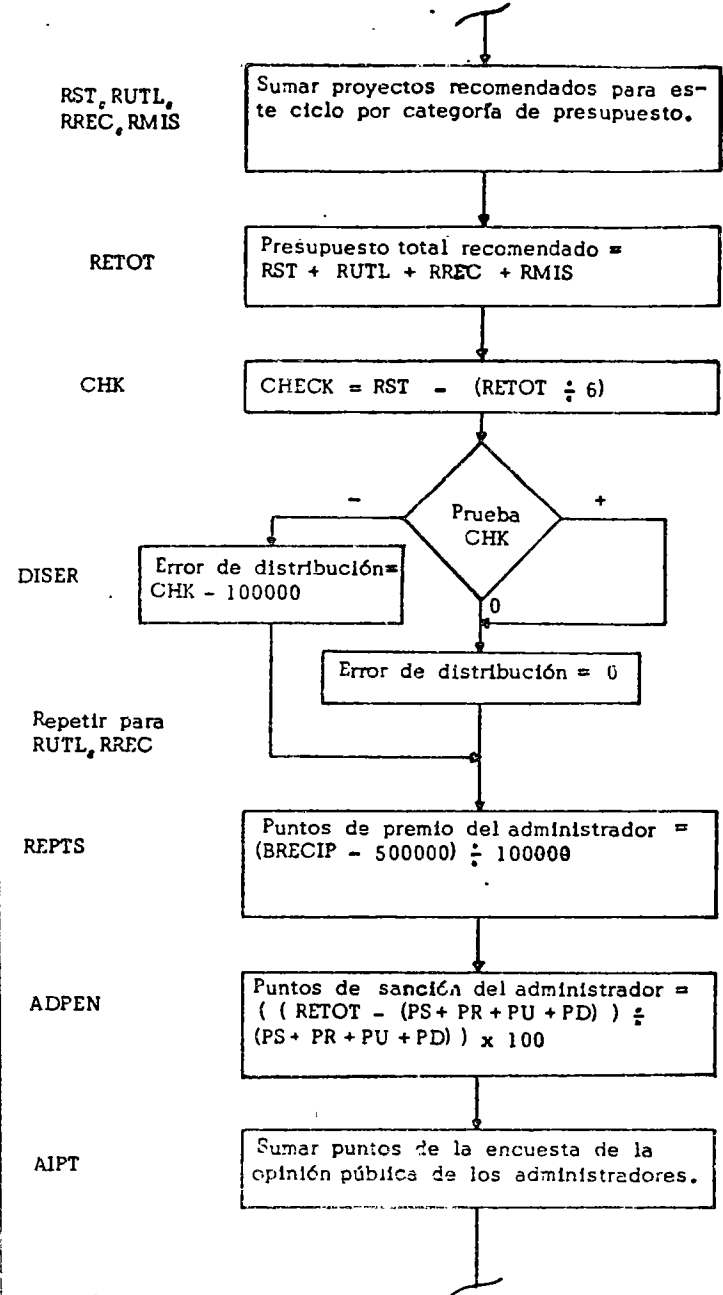 RST, RUTL,
RREC, RMIS
Sumar proyectos recomendados para es-
te ciclo por categoría de presupuesto.
RETOT
Presupuesto total recomendado =
RST + RUTL + RREC + RMIS
CHK
CHECK = RST - (RETOT ÷ 6)
Prueba
CHK
-
+
0
DISER
Error de distribución=
CHK - 100000
Error de distribución = 0
Repetir para
RUTL, RREC
REPTS
Puntos de premio del administrador =
(BRECIP - 500000) ÷ 100000
ADPEN
Puntos de sanción del administrador =
( ( RETOT - (PS+ PR + PU + PD) ) ÷
(PS+ PR + PU + PD) ) x 100
AIPT
Sumar puntos de la encuesta de la
opinión pública de los administradores.